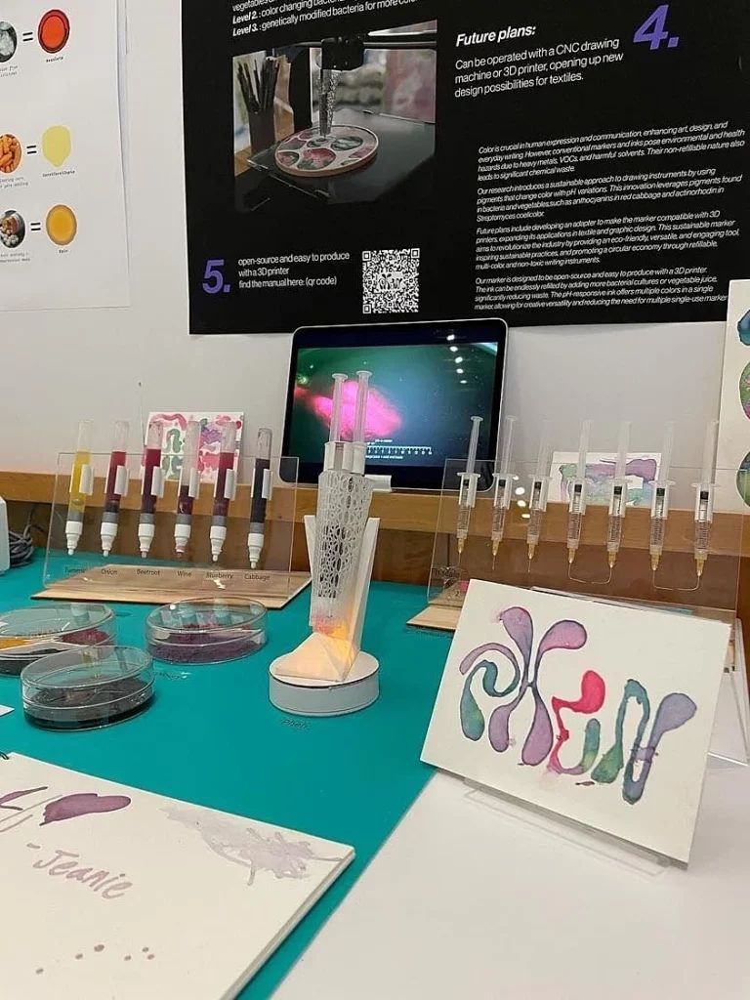 Level 2. : color changing bacteria
Level 3. : genetically modified bacteria for more
4.
Future plans:
Can be operated with a CNC drawing
machine or 3D printer, opening up new
design possibilities for textiles.
Color is crucial in human expression and communication, enhancing art, design, and
everyday writing. However, conventional markers and inks pose environmental and health
hazards due to heavy metals, VOCs, and harmful solvents. Their non-refillable nature also
leads to significant chemical waste.
Our research introduces a sustainable approach to drawing instruments by using
pigments that change color with pH variations. This innovation leverages pigments found
in bacteria and vegetables, such as anthocyanins in red cabbage and actinorhodin in
Streptomyces coelicolor.
Future plans include developing an adapter to make the marker compatible with 3D
printers, expanding its applications in textile and graphic design. This sustainable marker
aims to revolutionize the industry by providing an eco-friendly, versatile, and engaging tool,
inspiring sustainable practices, and promoting a circular economy through refillable,
multi-color, and non-toxic writing instruments.
Our marker is designed to be open-source and easy to produce with a 3D printer.
The ink can be endlessly refilled by adding more bacterial cultures or vegetable juice,
significantly reducing waste. The pH-responsive ink offers multiple colors in a single
marker, allowing for creative versatility and reducing the need for multiple single-use marker
5.
open-source and easy to produce
with a 3D printer
find the manual here: (qr code)
Turmeric Onion Beetroot Wine Blueberry Cabbage
pHEN
- Jeanie